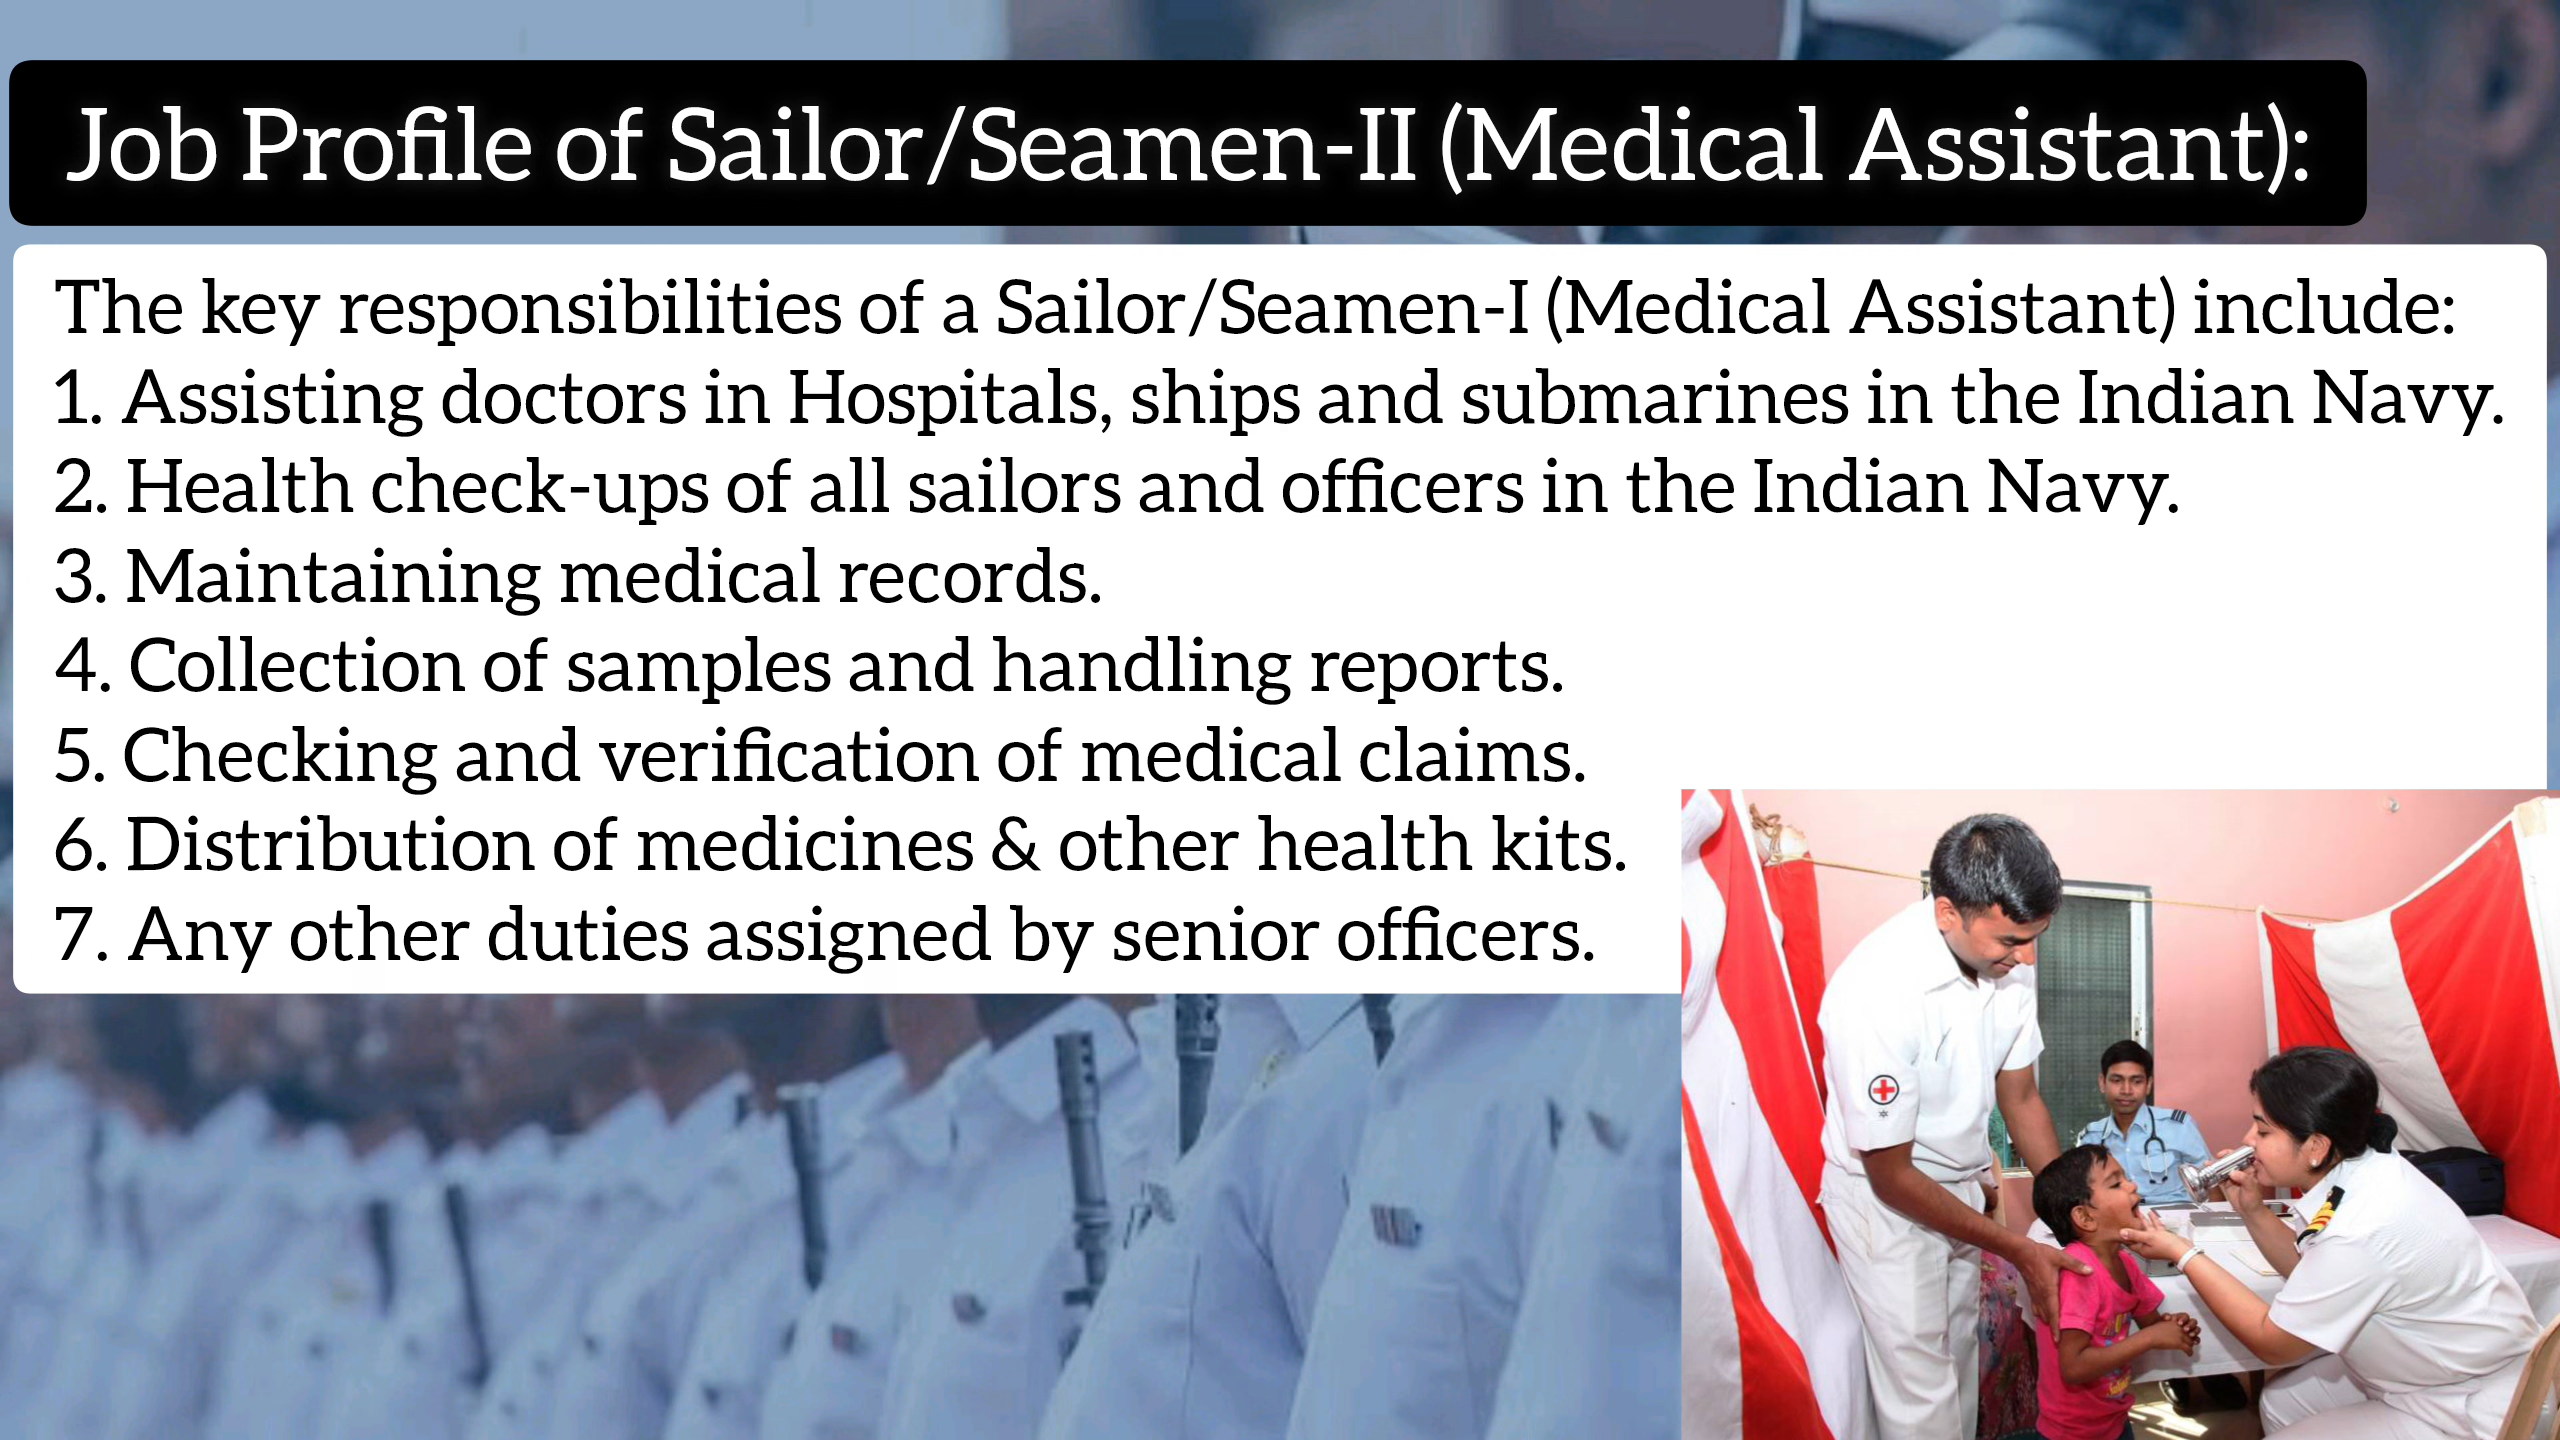 Job Profile of Sailor/Seamen-II (Medical Assistant):
The key responsibilities of a Sailor/Seamen-I (Medical Assistant) include:
1. Assisting doctors in Hospitals, ships and submarines in the Indian Navy.
2. Health check-ups of all sailors and officers in the Indian Navy.
3. Maintaining medical records.
4. Collection of samples and handling reports.
5. Checking and verification of medical claims.
6. Distribution of medicines & other health kits.
7. Any other duties assigned by senior officers.